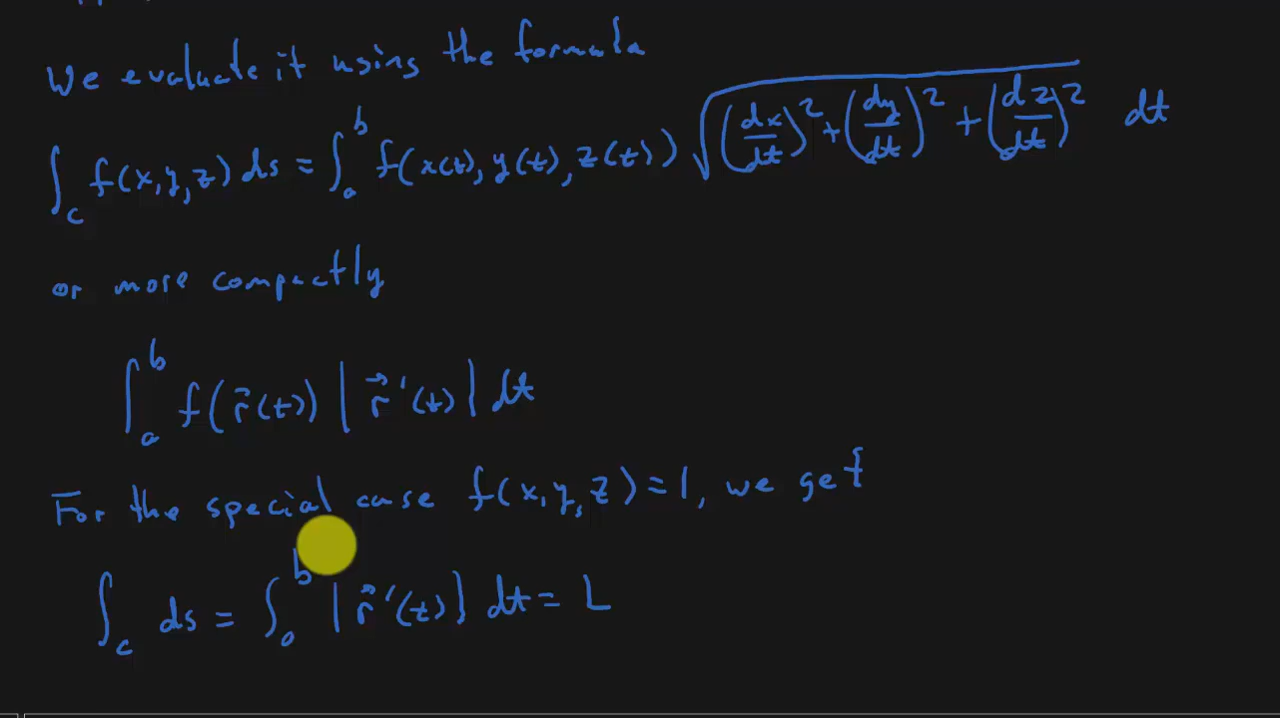 We evaluate it using the formula
∫_C f(x,y,z) ds = ∫_a^b f(x(t), y(t), z(t)) √((dx/dt)^2 + (dy/dt)^2 + (dz/dt)^2) dt
or more compactly
∫_a^b f(r⃗(t)) |r⃗'(t)| dt
For the special case f(x,y,z)=1, we get
∫_C ds = ∫_a^b |r⃗'(t)| dt = L